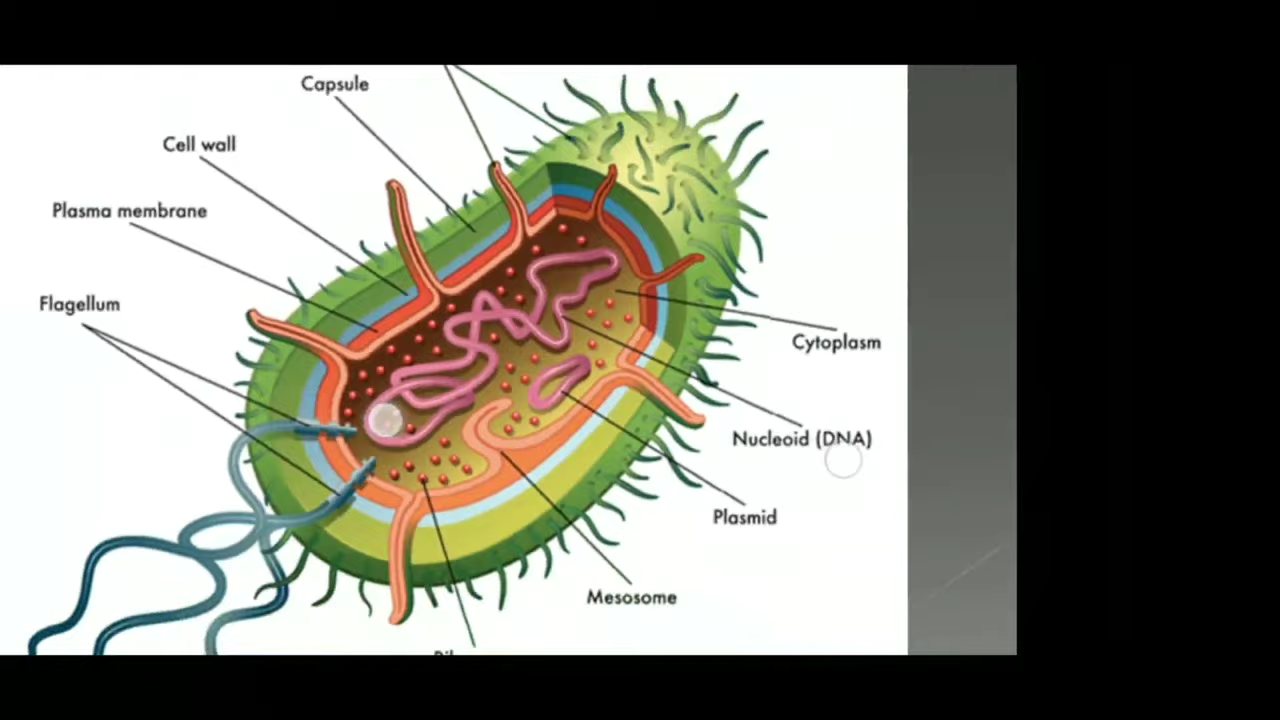 Capsule
Cell wall
Plasma membrane
Flagellum
Cytoplasm
Nucleoid (DNA)
Plasmid
Mesosome